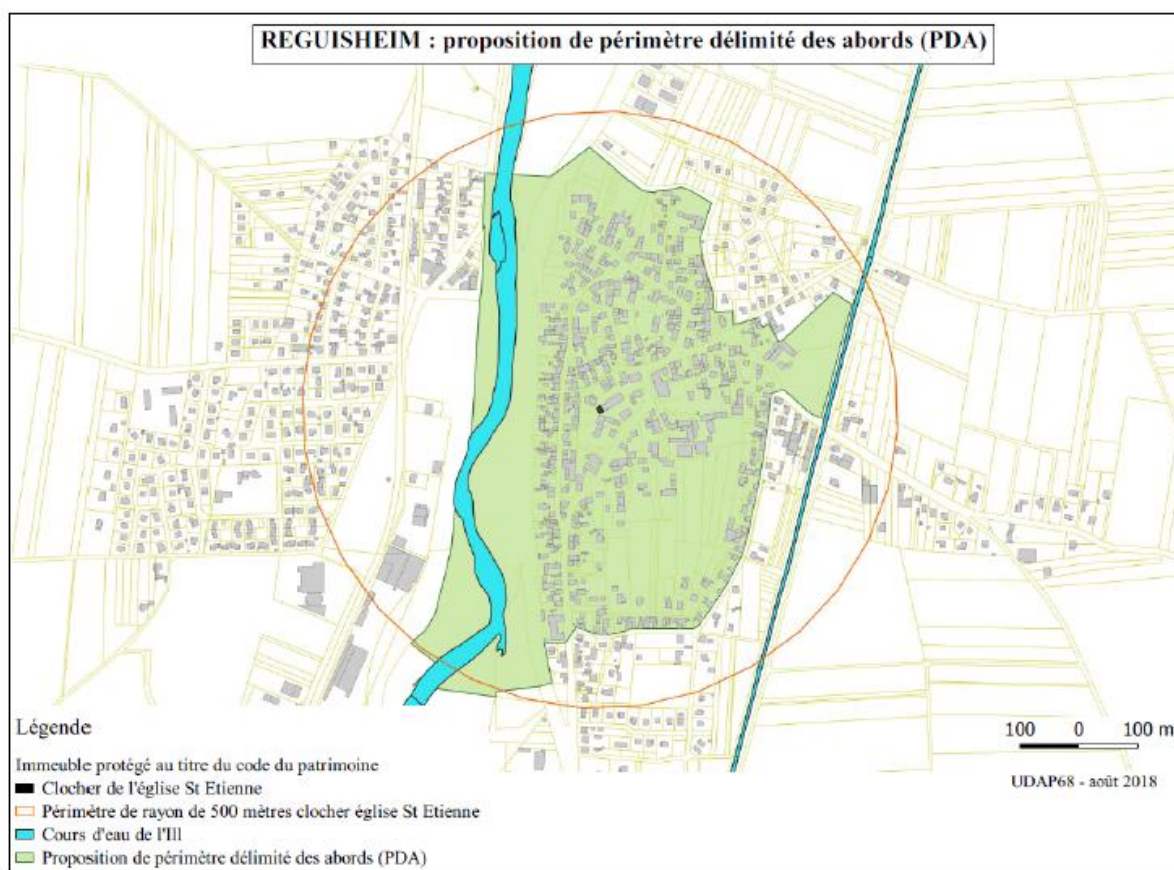 REGUISHEIM : proposition de périmètre délimité des abords (PDA)
Légende
Immeuble protégé au titre du code du patrimoine
Clocher de l'église St Etienne
Périmètre de rayon de 500 mètres clocher église St Etienne
Cours d'eau de l'Ill
Proposition de périmètre délimité des abords (PDA)
100 0 100 m
UDAP68 - août 2018